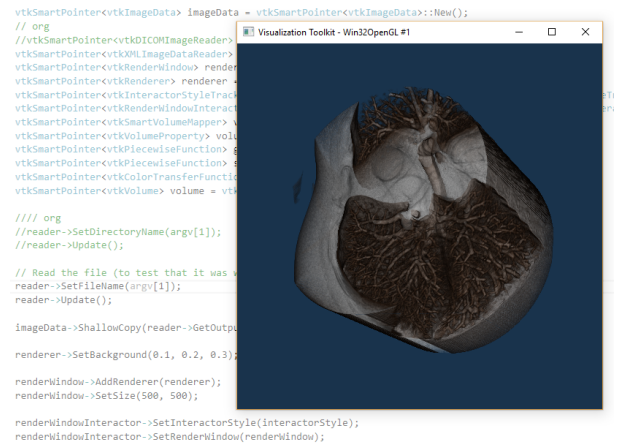 vtkSmartPointer<vtkImageData> imageData = vtkSmartPointer<vtkImageData>::New();
// org
//vtkSmartPointer<vtkDICOMImageReader>
vtkSmartPointer<vtkXMLImageDataReader>
vtkSmartPointer<vtkRenderWindow> render
vtkSmartPointer<vtkRenderer> renderer =
vtkSmartPointer<vtkInteractorStyleTrack
vtkSmartPointer<vtkRenderWindowInteract
vtkSmartPointer<vtkSmartVolumeMapper>
vtkSmartPointer<vtkVolumeProperty> volu
vtkSmartPointer<vtkPiecewiseFunction>
vtkSmartPointer<vtkPiecewiseFunction>
vtkSmartPointer<vtkColorTransferFunctio
vtkSmartPointer<vtkVolume> volume = vtk
Visualization Toolkit - Win32OpenGL #1
//// org
//reader->SetDirectoryName(argv[1]);
//reader->Update();
// Read the file (to test that it was w
reader->SetFileName(argv[1]);
reader->Update();
imageData->ShallowCopy(reader->GetOutpu
renderer->SetBackground(0.1, 0.2, 0.3);
renderWindow->AddRenderer(renderer);
renderWindow->SetSize(500, 500);
renderWindowInteractor->SetInteractorStyle(interactorStyle);
renderWindowInteractor->SetRenderWindow(renderWindow);